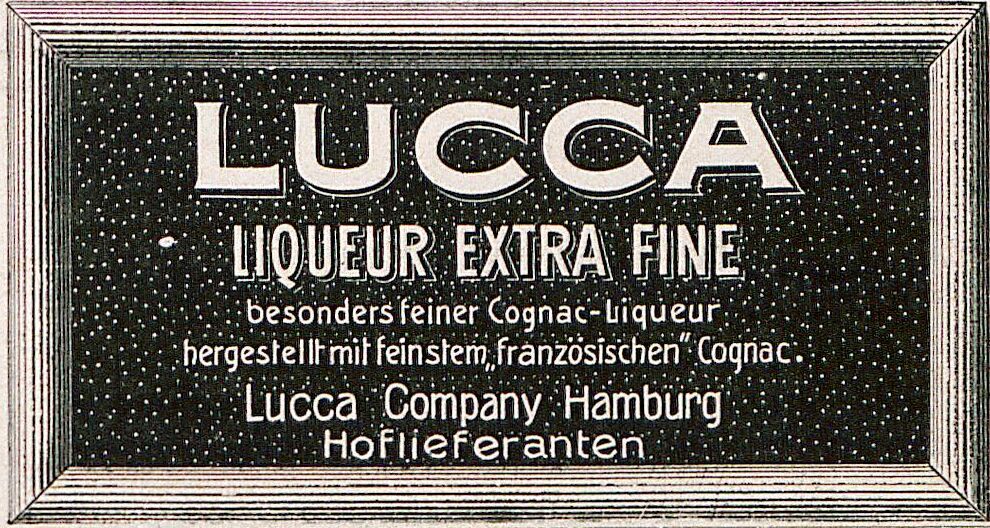 LUCCA
LIQUEUR EXTRA FINE
besonders feiner Cognac-Liqueur
hergestellt mit feinstem „französischen” Cognac.
Lucca Company Hamburg
Hoflieferanten